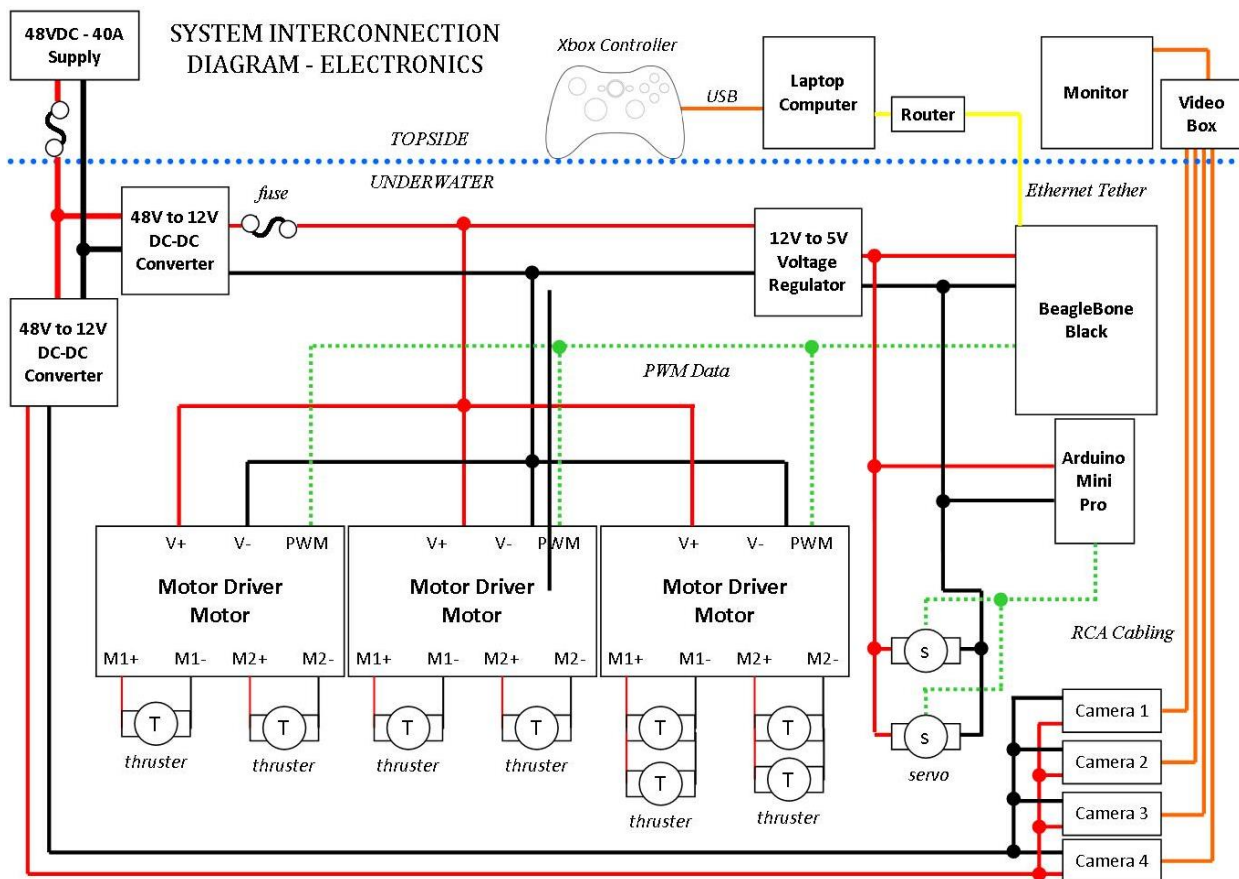 48VDC - 40A
Supply
SYSTEM INTERCONNECTION
DIAGRAM - ELECTRONICS
Xbox Controller
USB
Laptop
Computer
Router
Monitor
Video
Box
TOPSIDE
UNDERWATER
fuse
Ethernet Tether
48V to 12V
DC-DC
Converter
12V to 5V
Voltage
Regulator
BeagleBone
Black
48V to 12V
DC-DC
Converter
PWM Data
Arduino
Mini
Pro
V+ V- PWM
Motor Driver
Motor
M1+ M1- M2+ M2-
V+ V- PWM
Motor Driver
Motor
M1+ M1- M2+ M2-
V+ V- PWM
Motor Driver
Motor
M1+ M1- M2+ M2-
T
thruster
T
thruster
T
thruster
T
thruster
T
T
thruster
T
T
thruster
S
S
servo
RCA Cabling
Camera 1
Camera 2
Camera 3
Camera 4